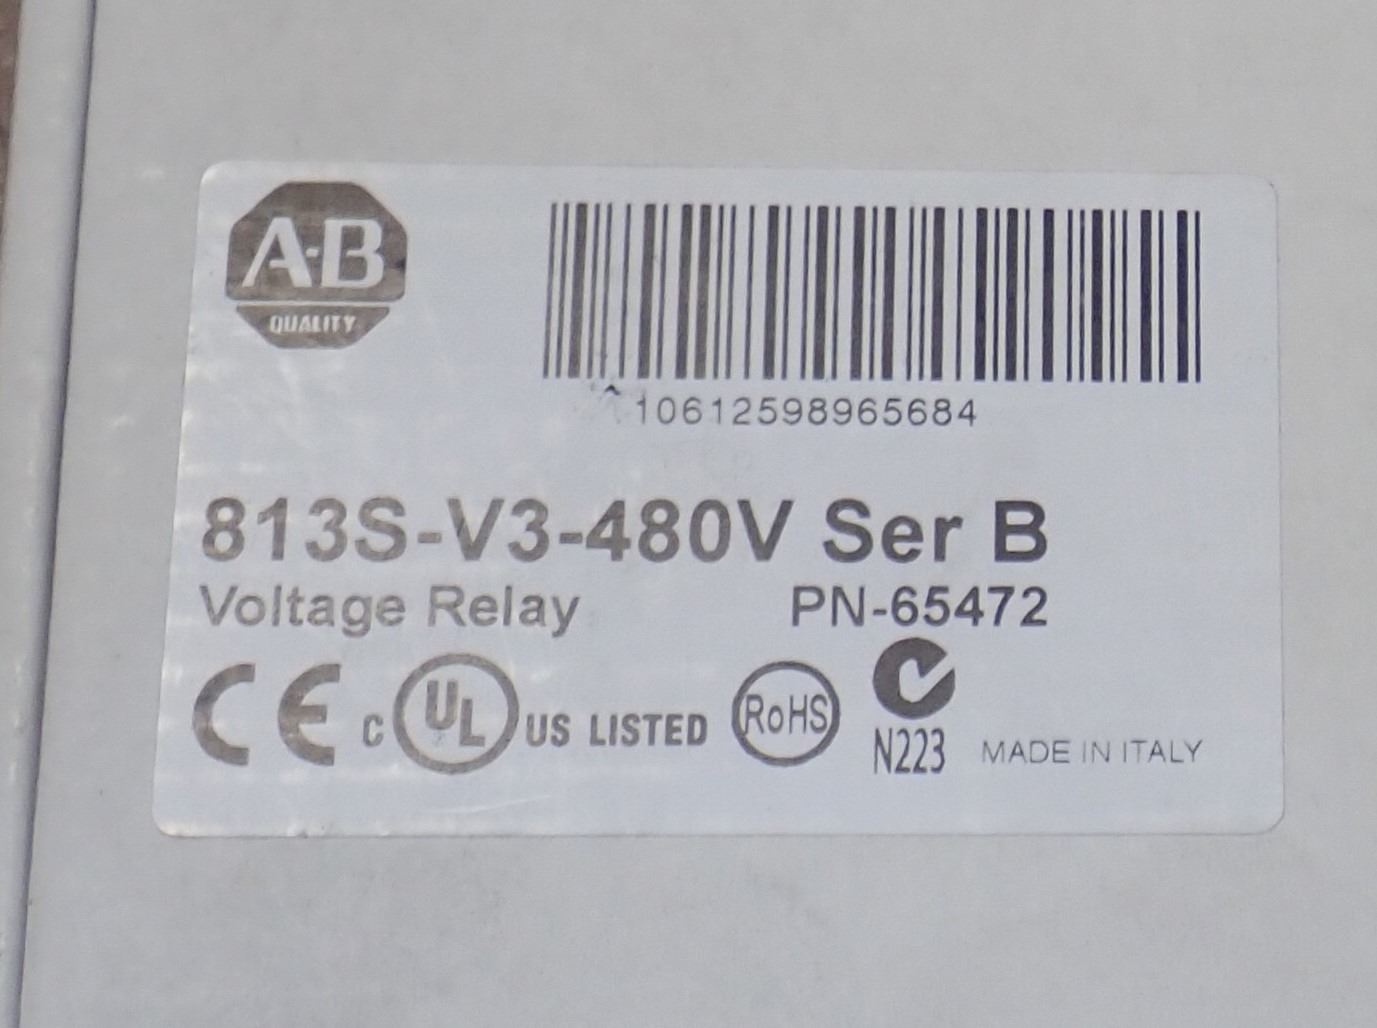 A-B
QUALITY
10612598965684
813S-V3-480V Ser B
Voltage Relay PN-65472
CE c UL US LISTED RoHS N223 MADE IN ITALY